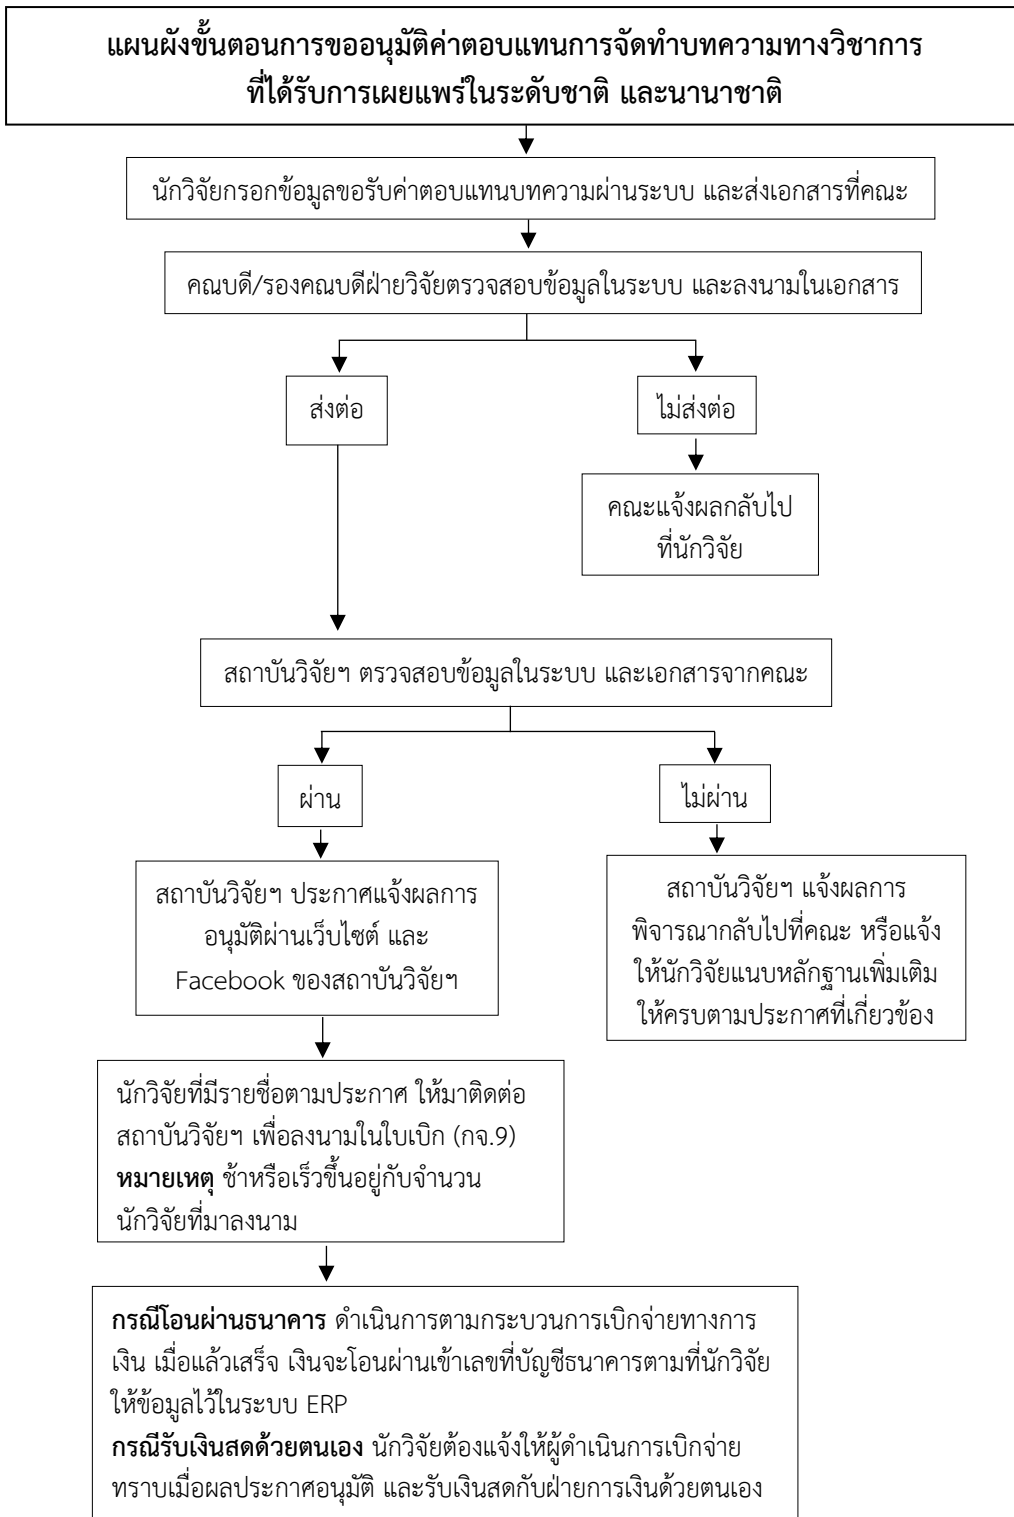 แผนผังขั้นตอนการขออนุมัติค่าตอบแทนการจัดทำบทความทางวิชาการ
ที่ได้รับการเผยแพร่ในระดับชาติ และนานาชาติ
นักวิจัยกรอกข้อมูลขอรับค่าตอบแทนบทความผ่านระบบ และส่งเอกสารที่คณะ
คณบดี/รองคณบดีฝ่ายวิจัยตรวจสอบข้อมูลในระบบ และลงนามในเอกสาร
ส่งต่อ
ไม่ส่งต่อ
คณะแจ้งผลกลับไป
ที่นักวิจัย
สถาบันวิจัยฯ ตรวจสอบข้อมูลในระบบ และเอกสารจากคณะ
ผ่าน
ไม่ผ่าน
สถาบันวิจัยฯ ประกาศแจ้งผลการ
อนุมัติผ่านเว็บไซต์ และ
Facebook ของสถาบันวิจัยฯ
สถาบันวิจัยฯ แจ้งผลการ
พิจารณากลับไปที่คณะ หรือแจ้ง
ให้นักวิจัยแนบหลักฐานเพิ่มเติม
ให้ครบตามประกาศที่เกี่ยวข้อง
นักวิจัยที่มีรายชื่อตามประกาศ ให้มาติดต่อ
สถาบันวิจัยฯ เพื่อลงนามในใบเบิก (กจ.9)
หมายเหตุ ช้าหรือเร็วขึ้นอยู่กับจำนวน
นักวิจัยที่มาลงนาม
กรณีโอนผ่านธนาคาร ดำเนินการตามกระบวนการเบิกจ่ายทางการ
เงิน เมื่อแล้วเสร็จ เงินจะโอนผ่านเข้าเลขที่บัญชีธนาคารตามที่นักวิจัย
ให้ข้อมูลไว้ในระบบ ERP
กรณีรับเงินสดด้วยตนเอง นักวิจัยต้องแจ้งให้ผู้ดำเนินการเบิกจ่าย
ทราบเมื่อผลประกาศอนุมัติ และรับเงินสดกับฝ่ายการเงินด้วยตนเอง